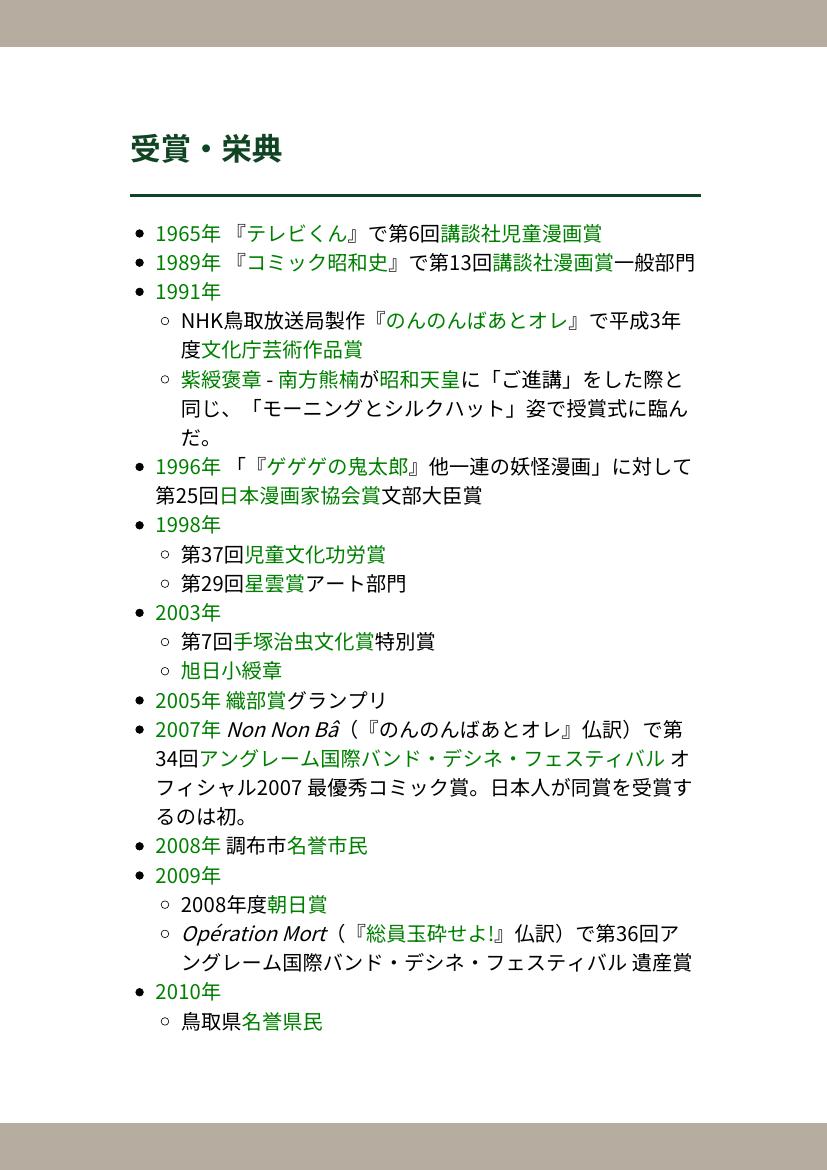 受賞・栄典
• 1965年 『テレビくん』で第6回講談社児童漫画賞
• 1989年 『コミック昭和史』で第13回講談社漫画賞一般部門
• 1991年
◦ NHK鳥取放送局製作『のんのんばあとオレ』で平成3年
度文化庁芸術作品賞
◦ 紫綬褒章 - 南方熊楠が昭和天皇に「ご進講」をした際と
同じ、「モーニングとシルクハット」姿で授賞式に臨ん
だ。
• 1996年 「『ゲゲゲの鬼太郎』他一連の妖怪漫画」に対して
第25回日本漫画家協会賞文部大臣賞
• 1998年
◦ 第37回児童文化功労賞
◦ 第29回星雲賞アート部門
• 2003年
◦ 第7回手塚治虫文化賞特別賞
◦ 旭日小綬章
• 2005年 織部賞グランプリ
• 2007年 Non Non Bâ（『のんのんばあとオレ』仏訳）で第
34回アングレーム国際バンド・デシネ・フェスティバル オ
フィシャル2007 最優秀コミック賞。日本人が同賞を受賞す
るのは初。
• 2008年 調布市名誉市民
• 2009年
◦ 2008年度朝日賞
◦ Opération Mort（『総員玉砕せよ!』仏訳）で第36回ア
ングレーム国際バンド・デシネ・フェスティバル 遺産賞
• 2010年
◦ 鳥取県名誉県民